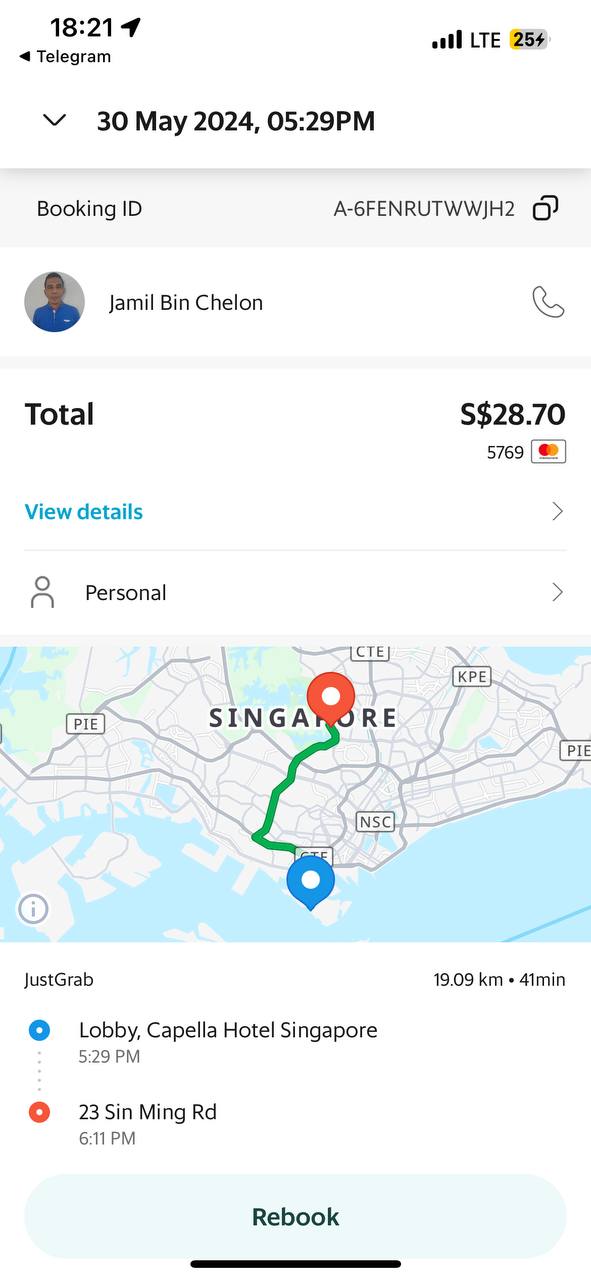 18:21
LTE 25
Telegram
30 May 2024, 05:29PM
Booking ID A-6FENRUTWWJH2
Jamil Bin Chelon
Total S$28.70
5769
View details
Personal
CTE
KPE
SINGAPORE
PIE
PIE
NSC
CTE
JustGrab 19.09 km • 41min
Lobby, Capella Hotel Singapore
5:29 PM
23 Sin Ming Rd
6:11 PM
Rebook